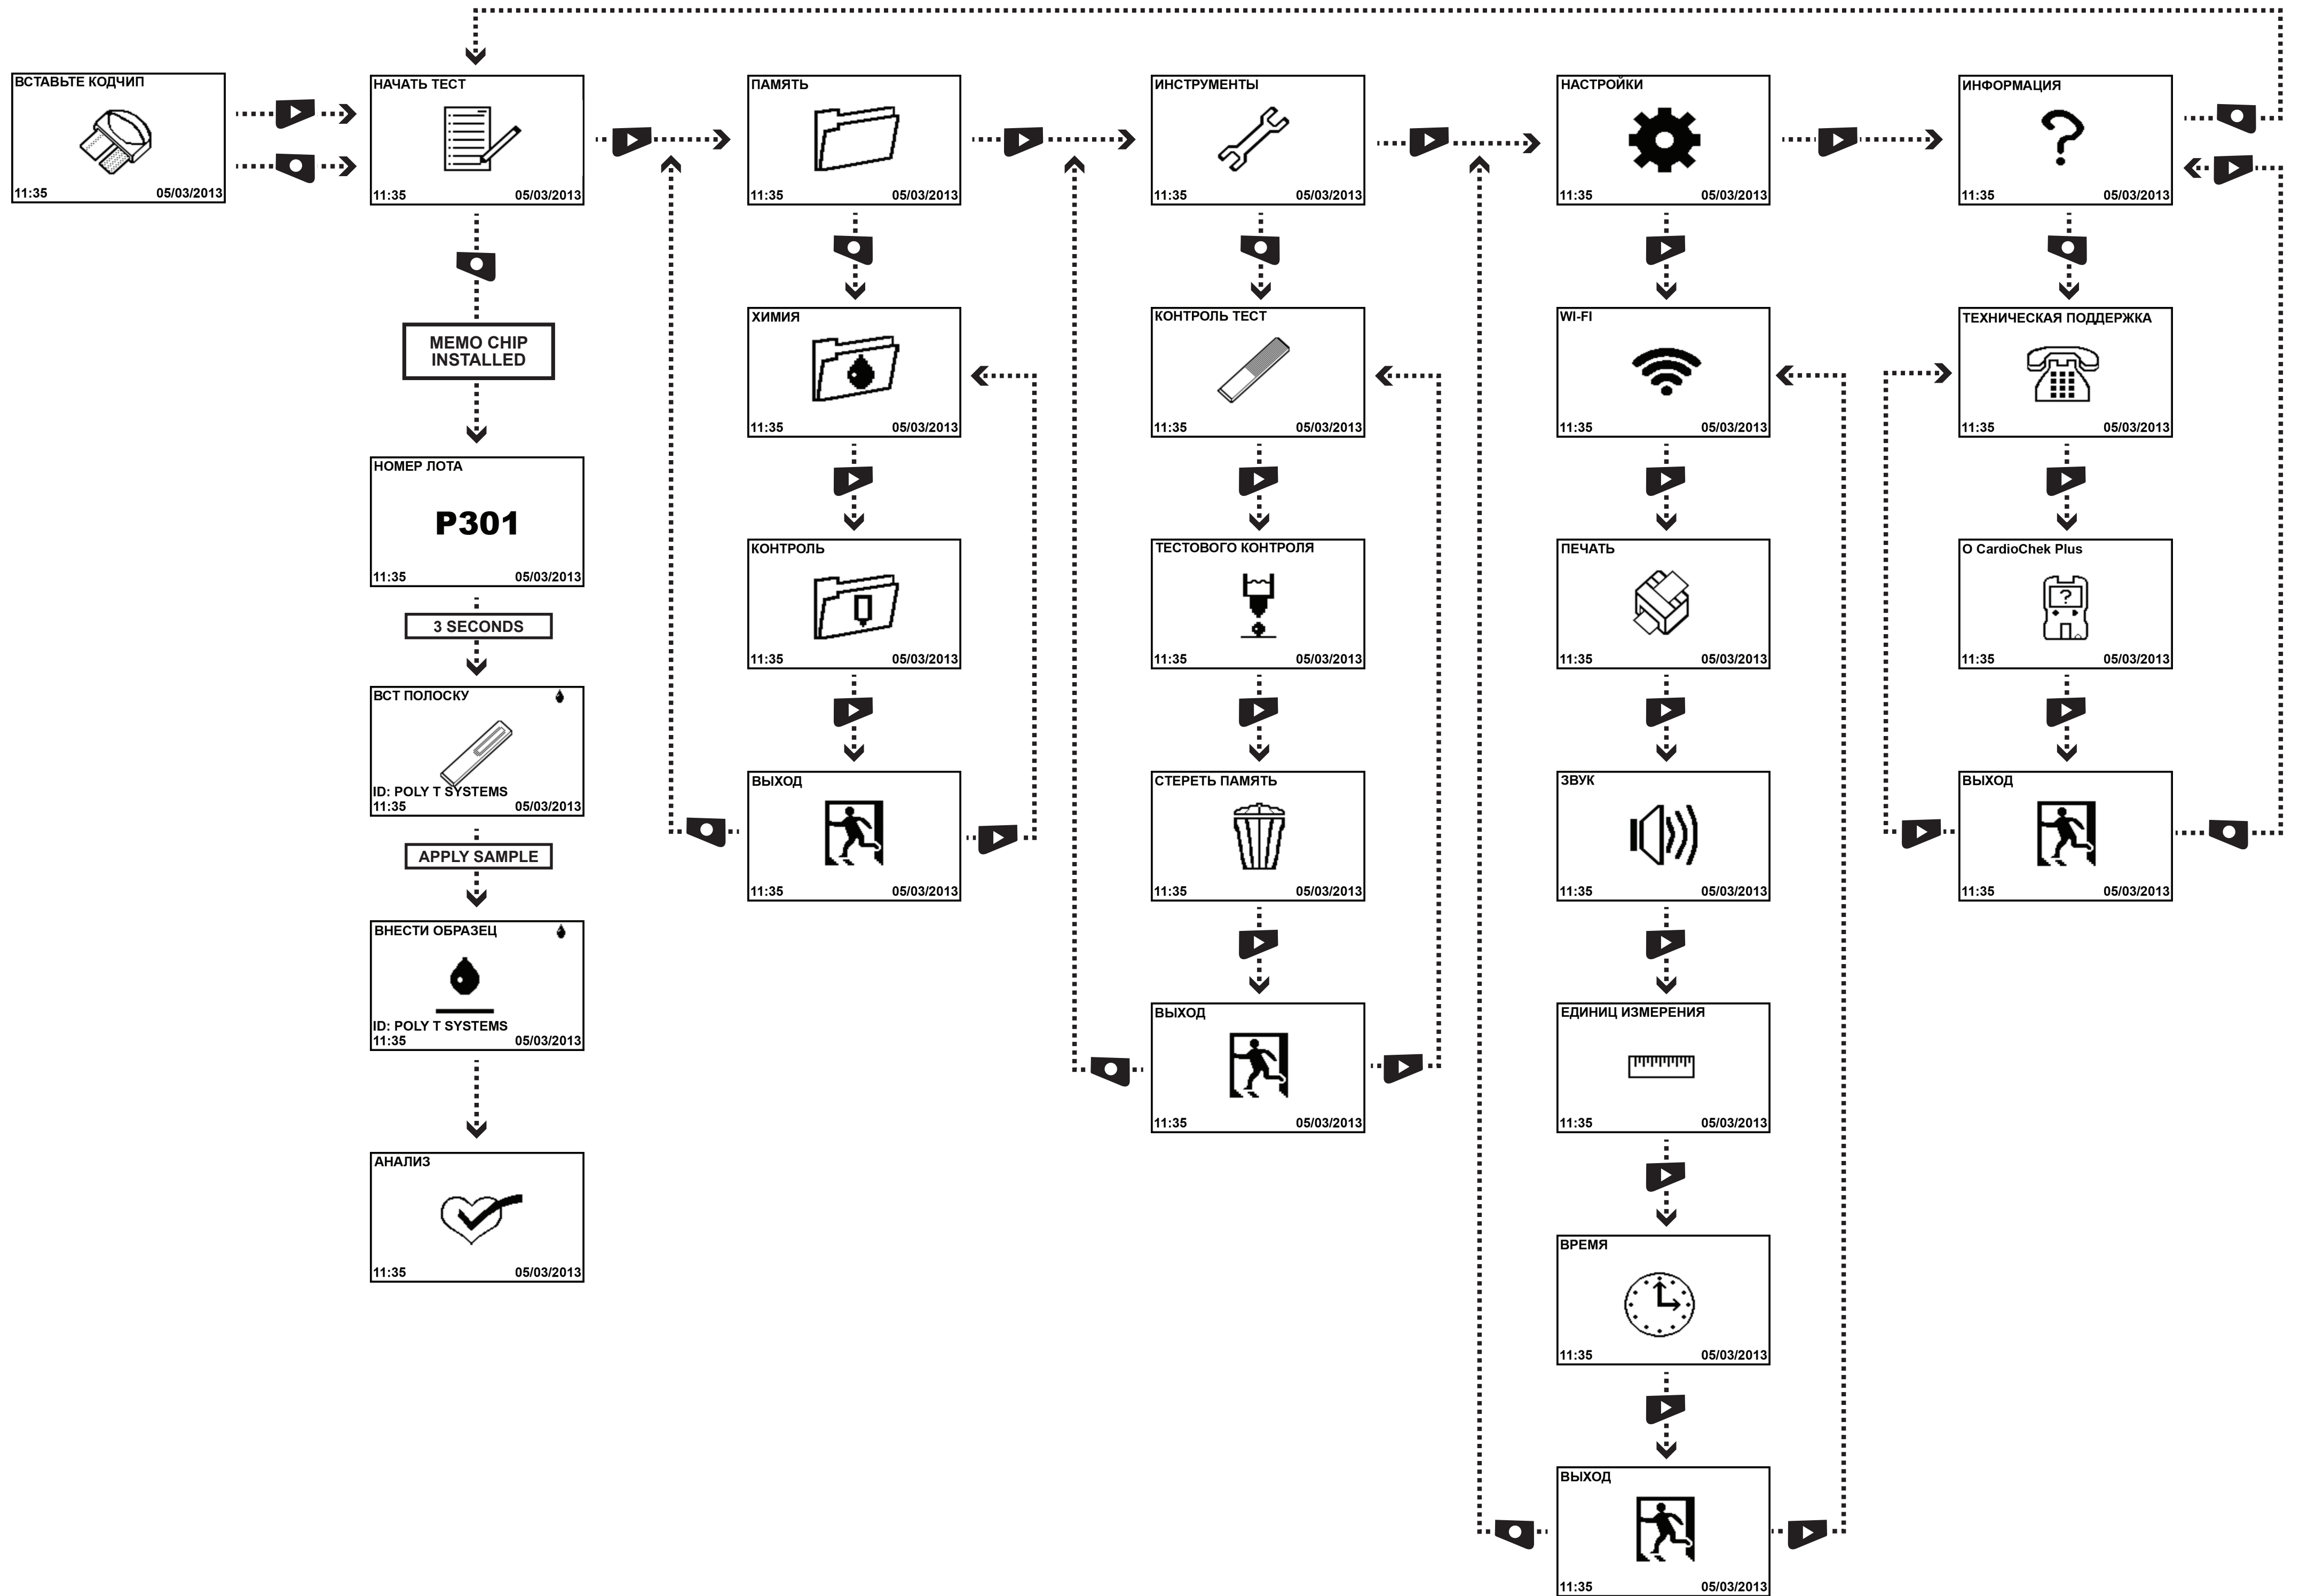 ВСТАВЬТЕ КОДЧИП
11:35 05/03/2013
НАЧАТЬ ТЕСТ
11:35 05/03/2013
ПАМЯТЬ
11:35 05/03/2013
ИНСТРУМЕНТЫ
11:35 05/03/2013
НАСТРОЙКИ
11:35 05/03/2013
ИНФОРМАЦИЯ
11:35 05/03/2013
MEMO CHIP
INSTALLED
НОМЕР ЛОТА
P301
11:35 05/03/2013
3 SECONDS
ВСТ ПОЛОСКУ
ID: POLY T SYSTEMS
11:35 05/03/2013
APPLY SAMPLE
ВНЕСТИ ОБРАЗЕЦ
ID: POLY T SYSTEMS
11:35 05/03/2013
АНАЛИЗ
11:35 05/03/2013
ХИМИЯ
11:35 05/03/2013
КОНТРОЛЬ
11:35 05/03/2013
ВЫХОД
11:35 05/03/2013
КОНТРОЛЬ ТЕСТ
11:35 05/03/2013
ТЕСТОВОГО КОНТРОЛЯ
11:35 05/03/2013
СТЕРЕТЬ ПАМЯТЬ
11:35 05/03/2013
ВЫХОД
11:35 05/03/2013
WI-FI
11:35 05/03/2013
ПЕЧАТЬ
11:35 05/03/2013
ЗВУК
11:35 05/03/2013
ЕДИНИЦ ИЗМЕРЕНИЯ
11:35 05/03/2013
ВРЕМЯ
11:35 05/03/2013
ВЫХОД
11:35 05/03/2013
ТЕХНИЧЕСКАЯ ПОДДЕРЖКА
11:35 05/03/2013
О CardioChek Plus
?
11:35 05/03/2013
ВЫХОД
11:35 05/03/2013